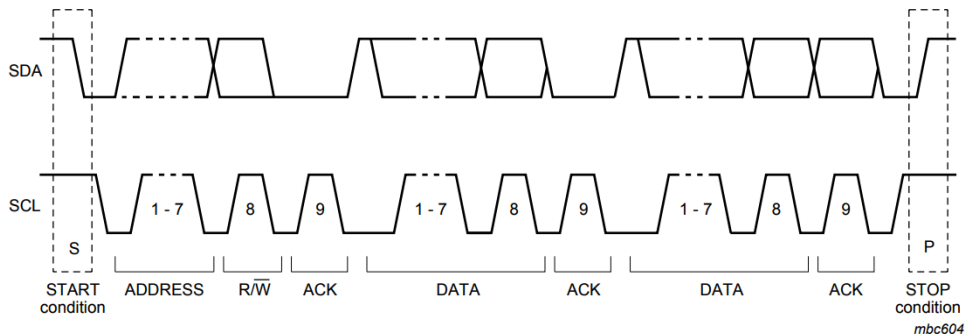 SDA
SCL
1 - 7 8 9 1 - 7 8 9 1 - 7 8 9
S P
START condition ADDRESS R/W̅ ACK DATA ACK DATA ACK STOP condition
mbc604